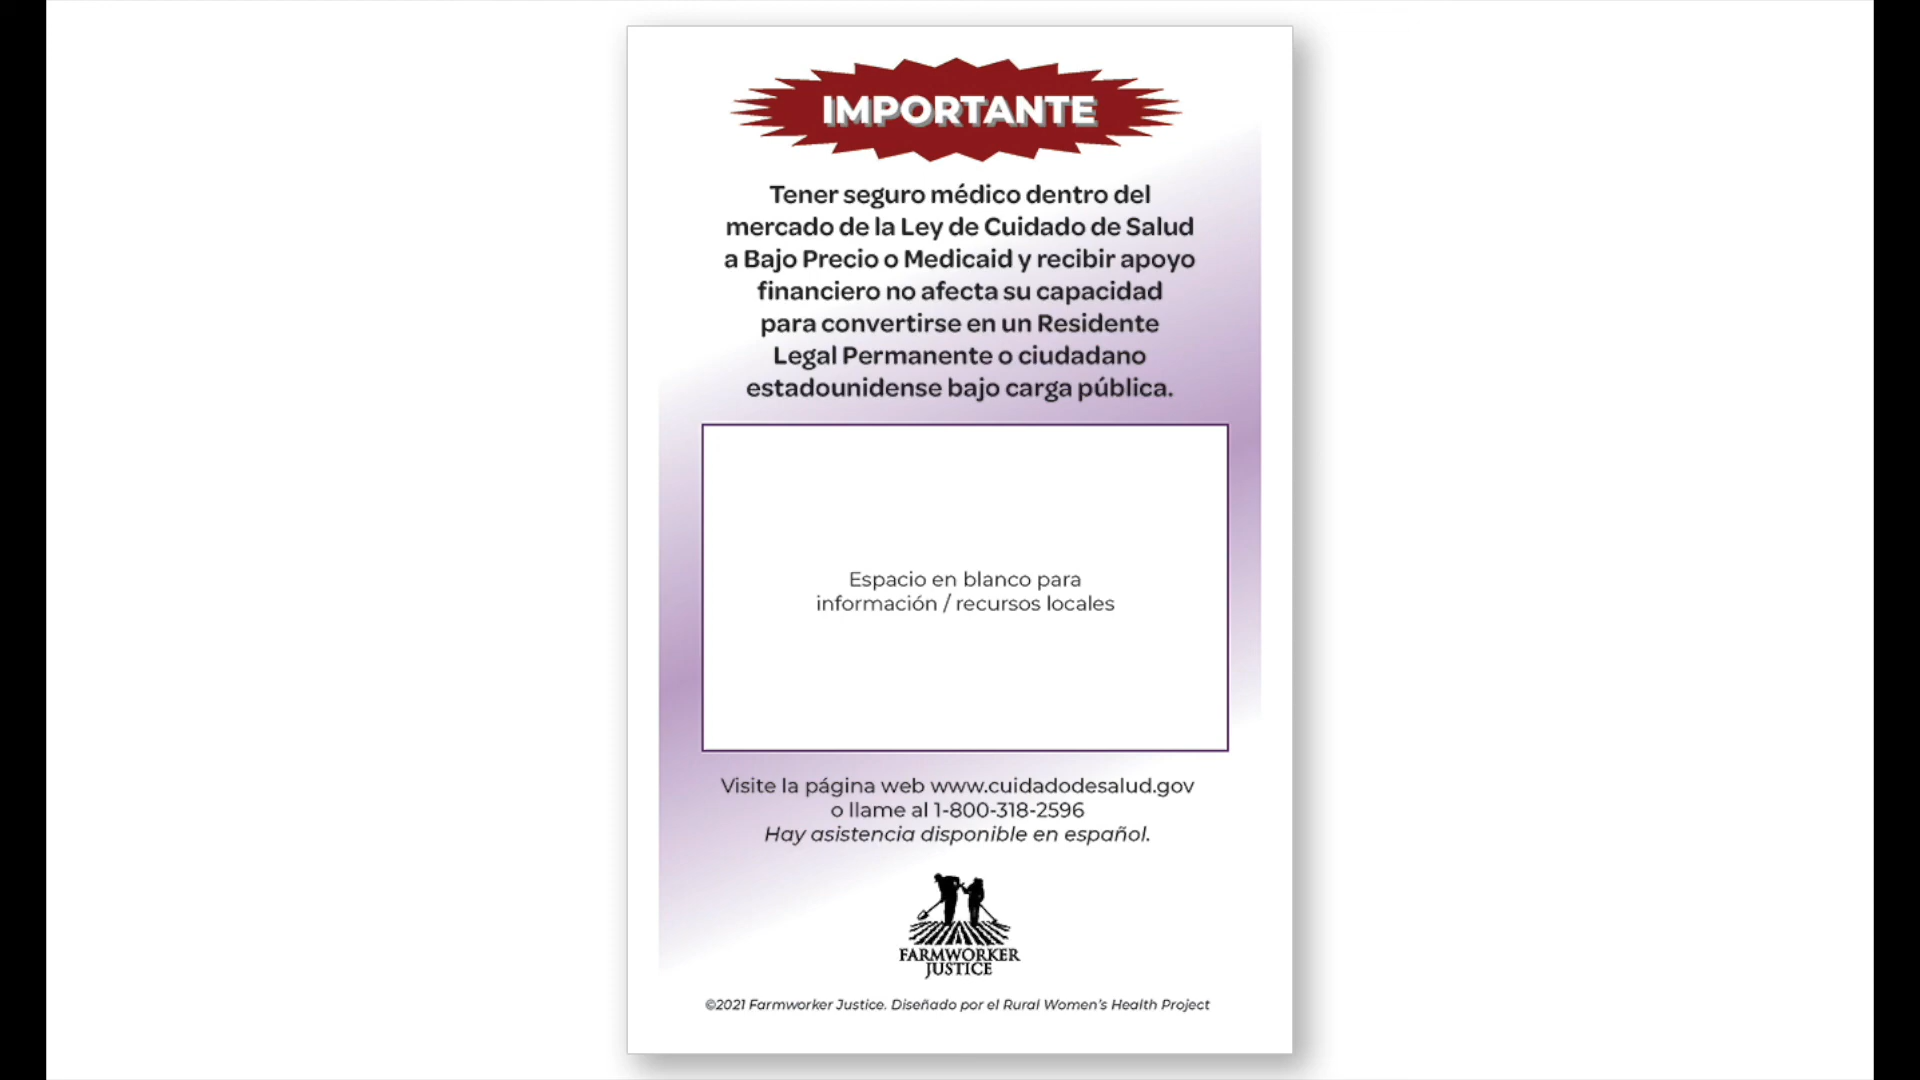 IMPORTANTE
Tener seguro médico dentro del
mercado de la Ley de Cuidado de Salud
a Bajo Precio o Medicaid y recibir apoyo
financiero no afecta su capacidad
para convertirse en un Residente
Legal Permanente o ciudadano
estadounidense bajo carga pública.
Espacio en blanco para
información / recursos locales
Visite la página web www.cuidadodesalud.gov
o llame al 1-800-318-2596
Hay asistencia disponible en español.
FARMWORKER
JUSTICE
©2021 Farmworker Justice. Diseñado por el Rural Women's Health Project